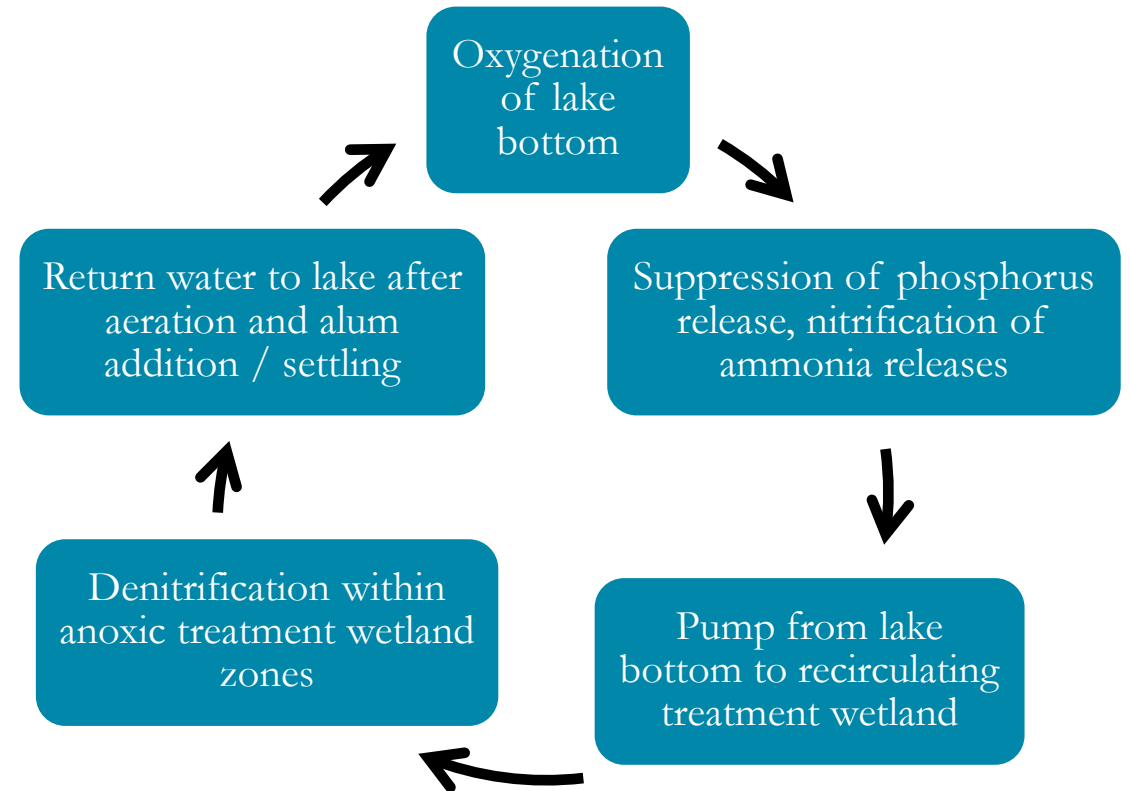 Oxygenation
of lake
bottom
Suppression of phosphorus
release, nitrification of
ammonia releases
Pump from lake
bottom to recirculating
treatment wetland
Denitrification within
anoxic treatment wetland
zones
Return water to lake after
aeration and alum
addition / settling